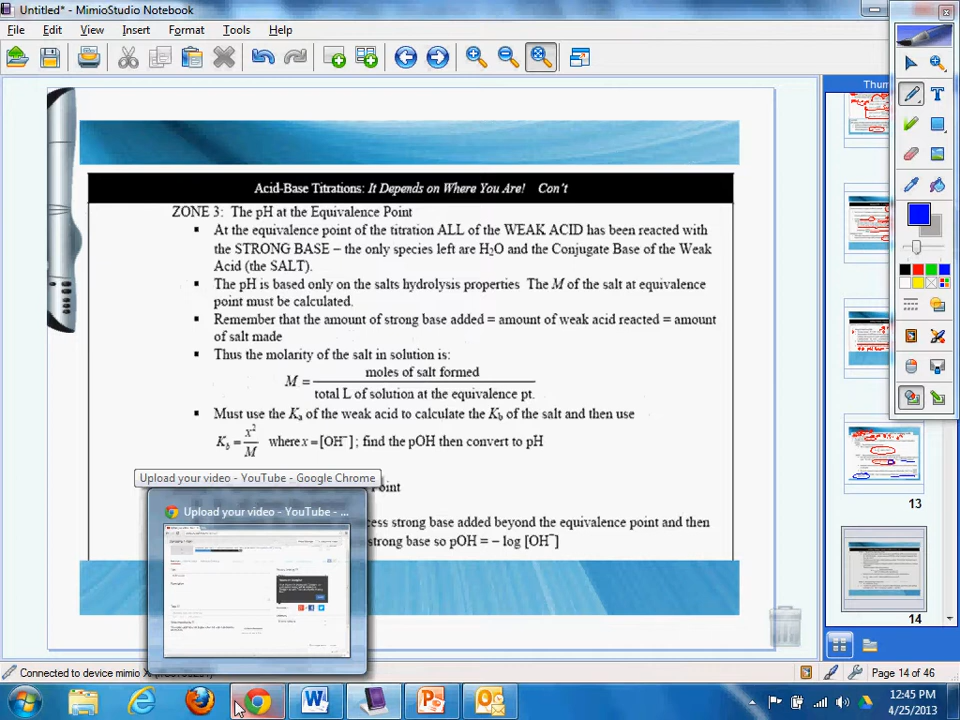 Untitled* - MimioStudio Notebook
File Edit View Insert Format Tools Help
Acid-Base Titrations: It Depends on Where You Are! Con't
ZONE 3: The pH at the Equivalence Point
▪ At the equivalence point of the titration ALL of the WEAK ACID has been reacted with
the STRONG BASE – the only species left are H₂O and the Conjugate Base of the Weak
Acid (the SALT).
▪ The pH is based only on the salts hydrolysis properties The M of the salt at equivalence
point must be calculated.
▪ Remember that the amount of strong base added = amount of weak acid reacted = amount
of salt made
▪ Thus the molarity of the salt in solution is:
M = moles of salt formed
total L of solution at the equivalence pt.
▪ Must use the Kₐ of the weak acid to calculate the K_b of the salt and then use
K_b = x²/M where x = [OH⁻]; find the pOH then convert to pH
Upload your video - YouTube - Google Chrome
oint
Upload your video - YouTube - ...
cess strong base added beyond the equivalence point and then
strong base so pOH = − log [OH⁻]
Thum
13
14
Connected to device mimio X
Page 14 of 46
12:45 PM
4/25/2013